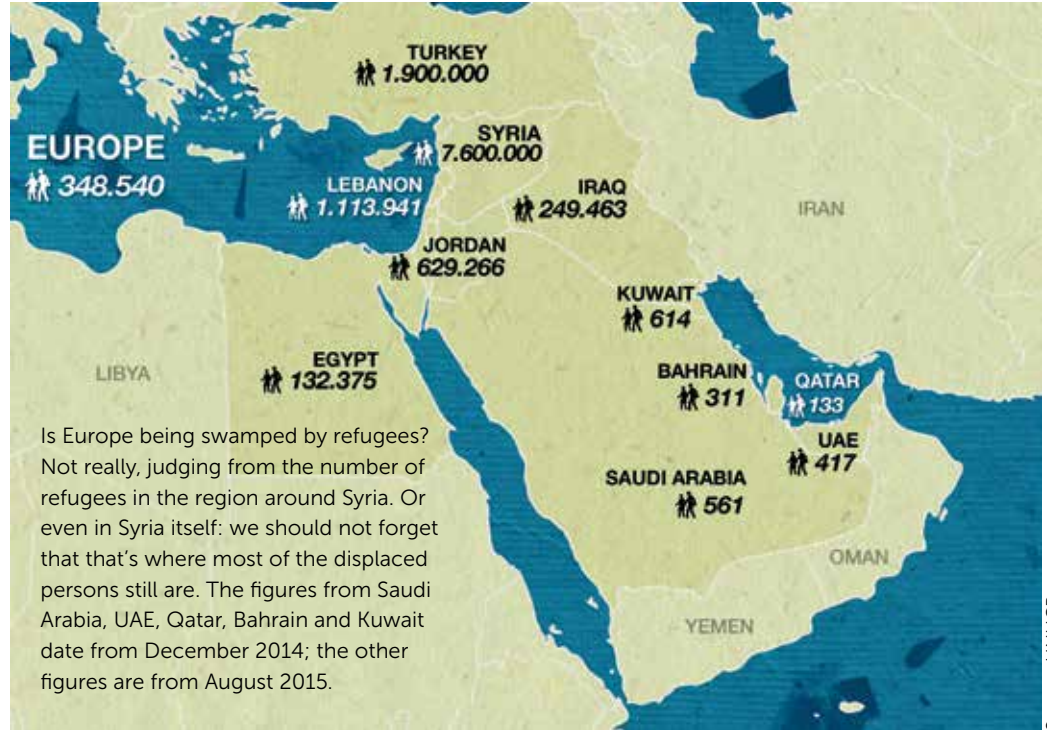 TURKEY
1.900.000
EUROPE
348.540
SYRIA
7.600.000
LEBANON
1.113.941
IRAQ
249.463
IRAN
JORDAN
629.266
KUWAIT
614
LIBYA
EGYPT
132.375
BAHRAIN
311
QATAR
133
UAE
417
SAUDI ARABIA
561
OMAN
YEMEN
Is Europe being swamped by refugees?
Not really, judging from the number of
refugees in the region around Syria. Or
even in Syria itself: we should not forget
that that’s where most of the displaced
persons still are. The figures from Saudi
Arabia, UAE, Qatar, Bahrain and Kuwait
date from December 2014; the other
figures are from August 2015.